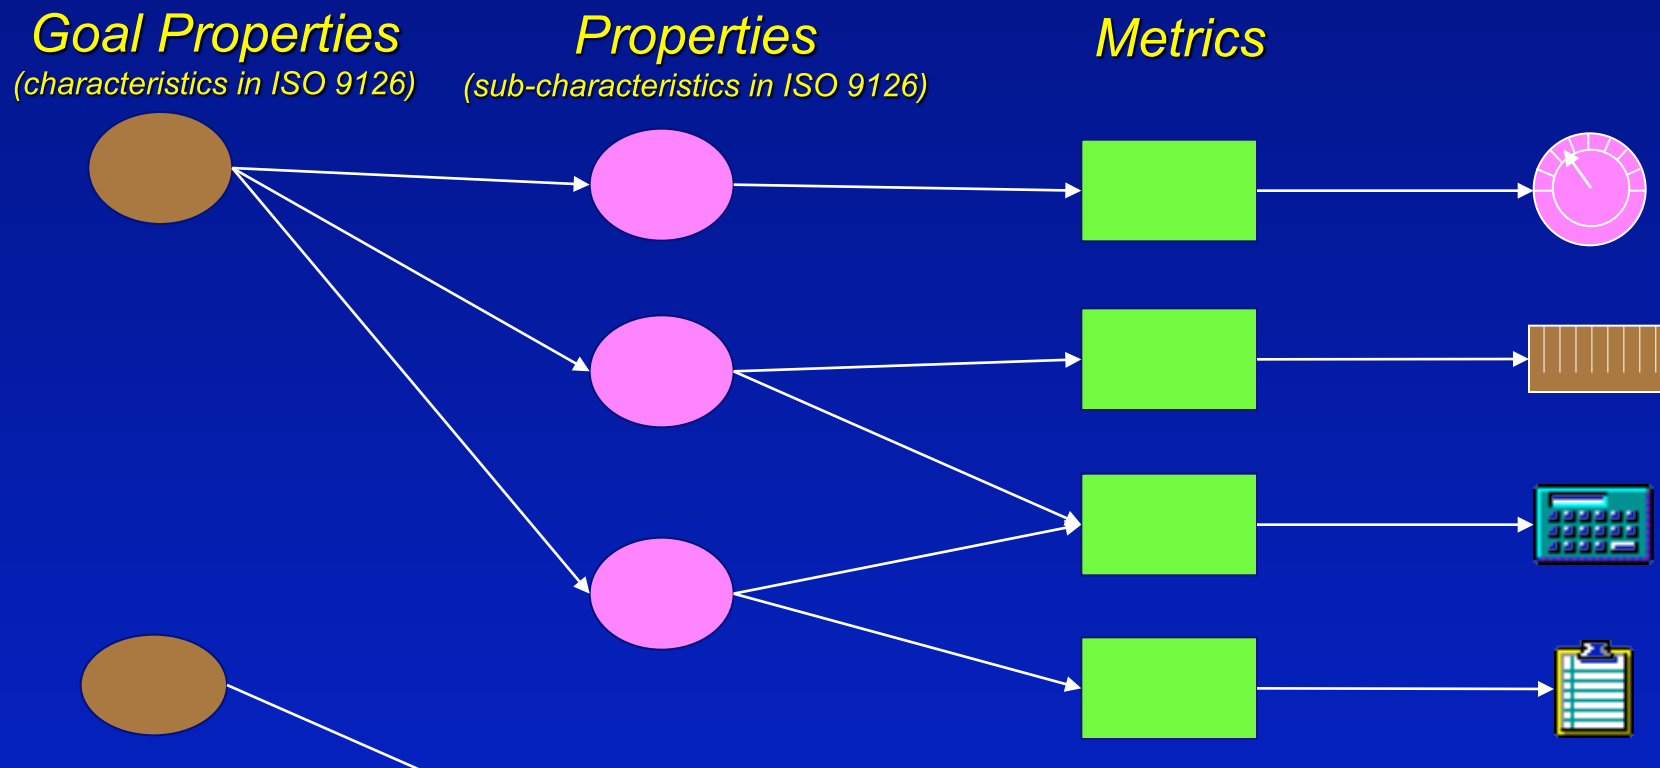 Goal Properties
(characteristics in ISO 9126)
Properties
(sub-characteristics in ISO 9126)
Metrics